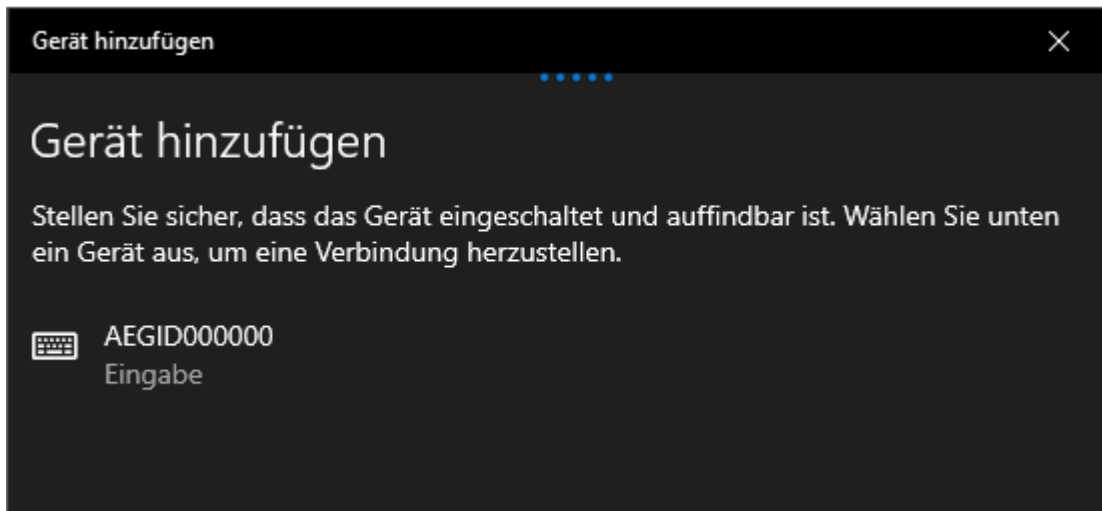 Gerät hinzufügen
Gerät hinzufügen
Stellen Sie sicher, dass das Gerät eingeschaltet und auffindbar ist. Wählen Sie unten
ein Gerät aus, um eine Verbindung herzustellen.
AEGID000000
Eingabe